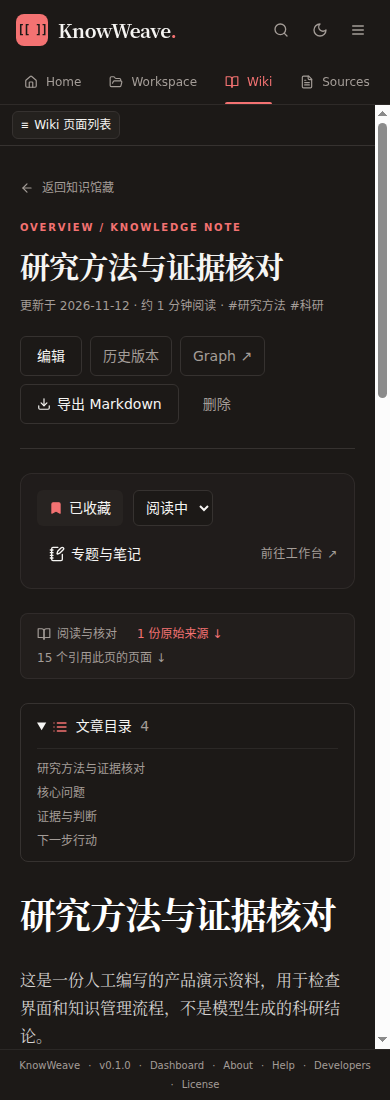 [[ ]] KnowWeave.
Home Workspace Wiki Sources
≡ Wiki 页面列表
← 返回知识馆藏
OVERVIEW / KNOWLEDGE NOTE
研究方法与证据核对
更新于 2026-11-12 · 约 1 分钟阅读 · #研究方法 #科研
编辑 历史版本 Graph ↗
导出 Markdown 删除
已收藏 阅读中
专题与笔记 前往工作台 ↗
阅读与核对 1 份原始来源 ↓
15 个引用此页的页面 ↓
▼ 文章目录 4
研究方法与证据核对
核心问题
证据与判断
下一步行动
研究方法与证据核对
这是一份人工编写的产品演示资料，用于检查
界面和知识管理流程，不是模型生成的科研结
论。
KnowWeave · v0.1.0 · Dashboard · About · Help · Developers
· License